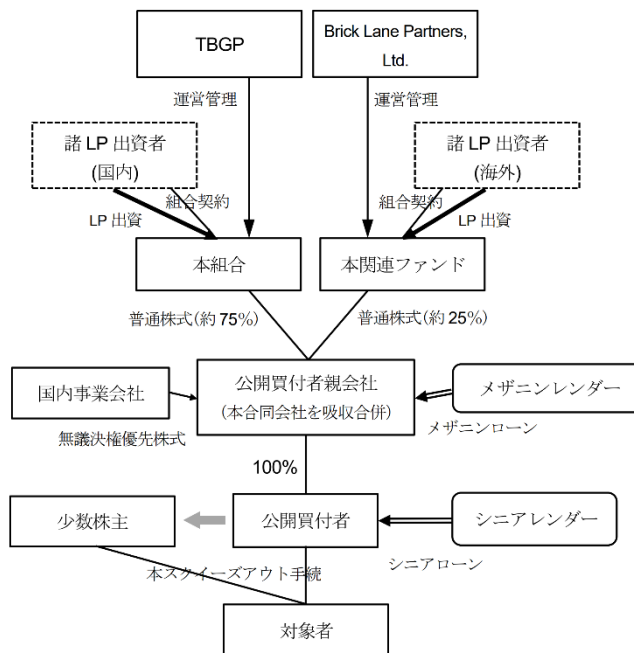 TBGP
Brick Lane Partners,
Ltd.
運営管理
運営管理
諸 LP 出資者
(国内)
諸 LP 出資者
(海外)
組合契約
LP 出資
組合契約
LP 出資
本組合
本関連ファンド
普通株式(約 75%)
普通株式(約 25%)
国内事業会社
公開買付者親会社
(本合同会社を吸収合併)
メザニンレンダー
無議決権優先株式
メザニンローン
100%
少数株主
公開買付者
シニアレンダー
本スクイーズアウト手続
シニアローン
対象者